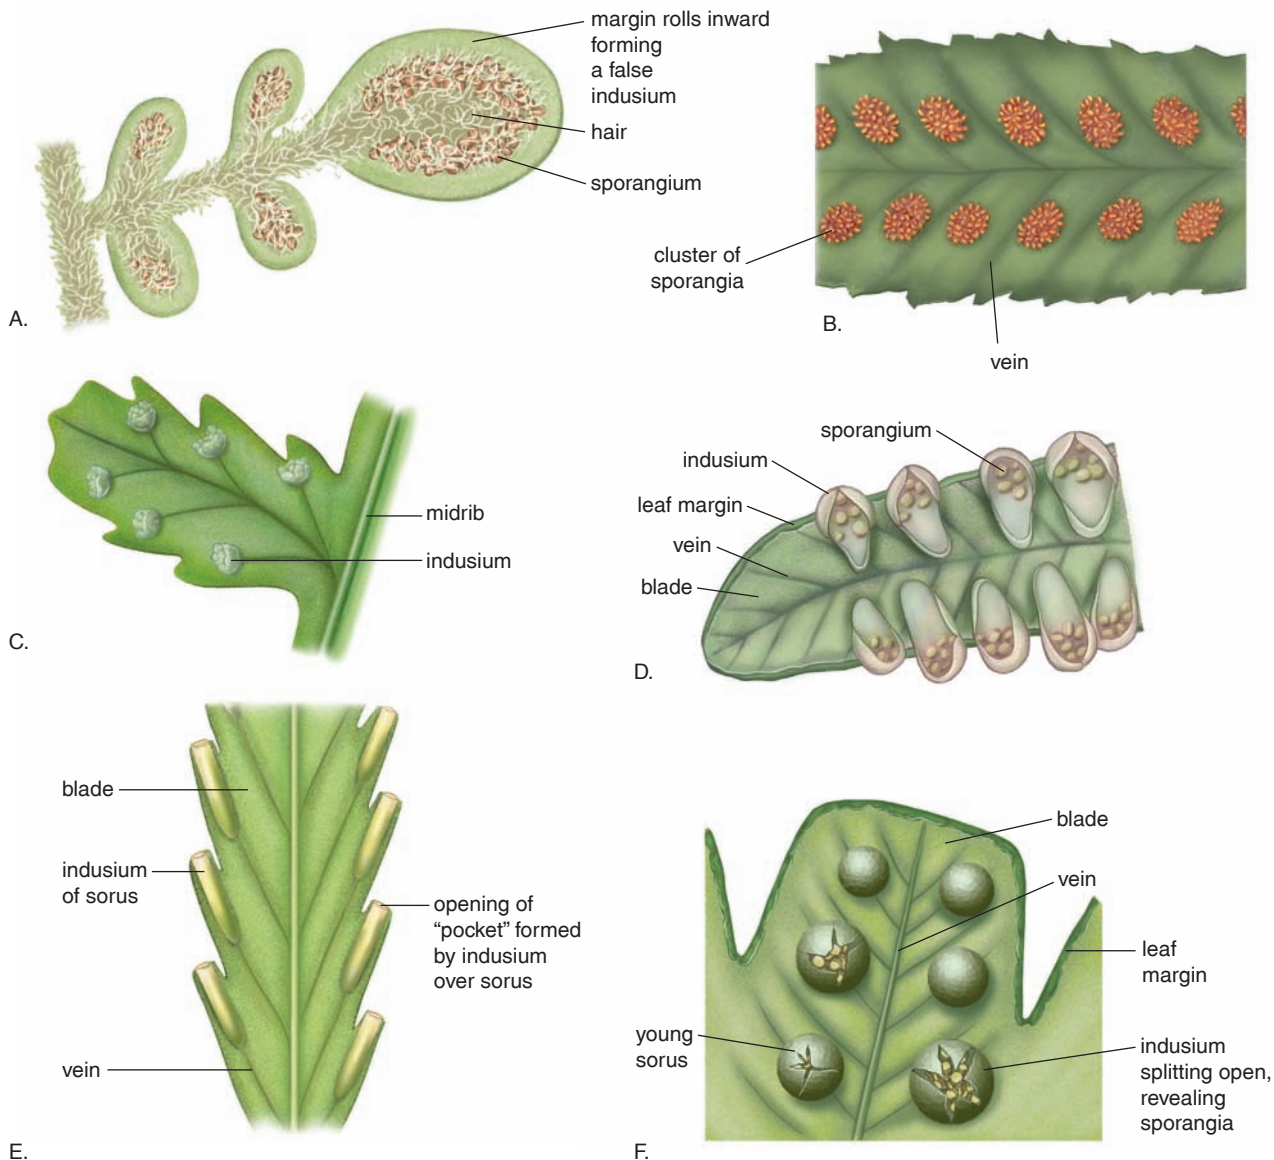 margin rolls inward
forming
a false
indusium
hair
sporangium
A.
cluster of
sporangia
vein
B.
midrib
indusium
C.
sporangium
indusium
leaf margin
vein
blade
D.
blade
indusium
of sorus
opening of
“pocket” formed
by indusium
over sorus
vein
E.
blade
vein
leaf
margin
young
sorus
indusium
splitting open,
revealing
sporangia
F.